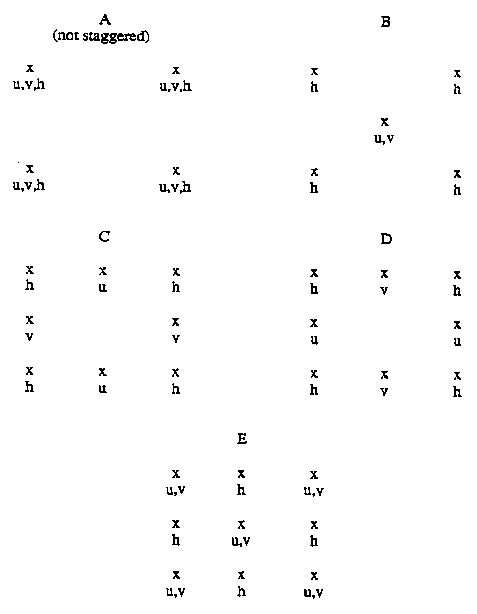 A B
(not staggered)
x x x x
u,v,h u,v,h h h
x
u,v
x x x x
u,v,h u,v,h h h
C D
x x x x x x
h u h h v h
x x x x
v v u u
x x x x x x
h u h h v h
E
x x x
u,v h u,v
x x x
h u,v h
x x x
u,v h u,v